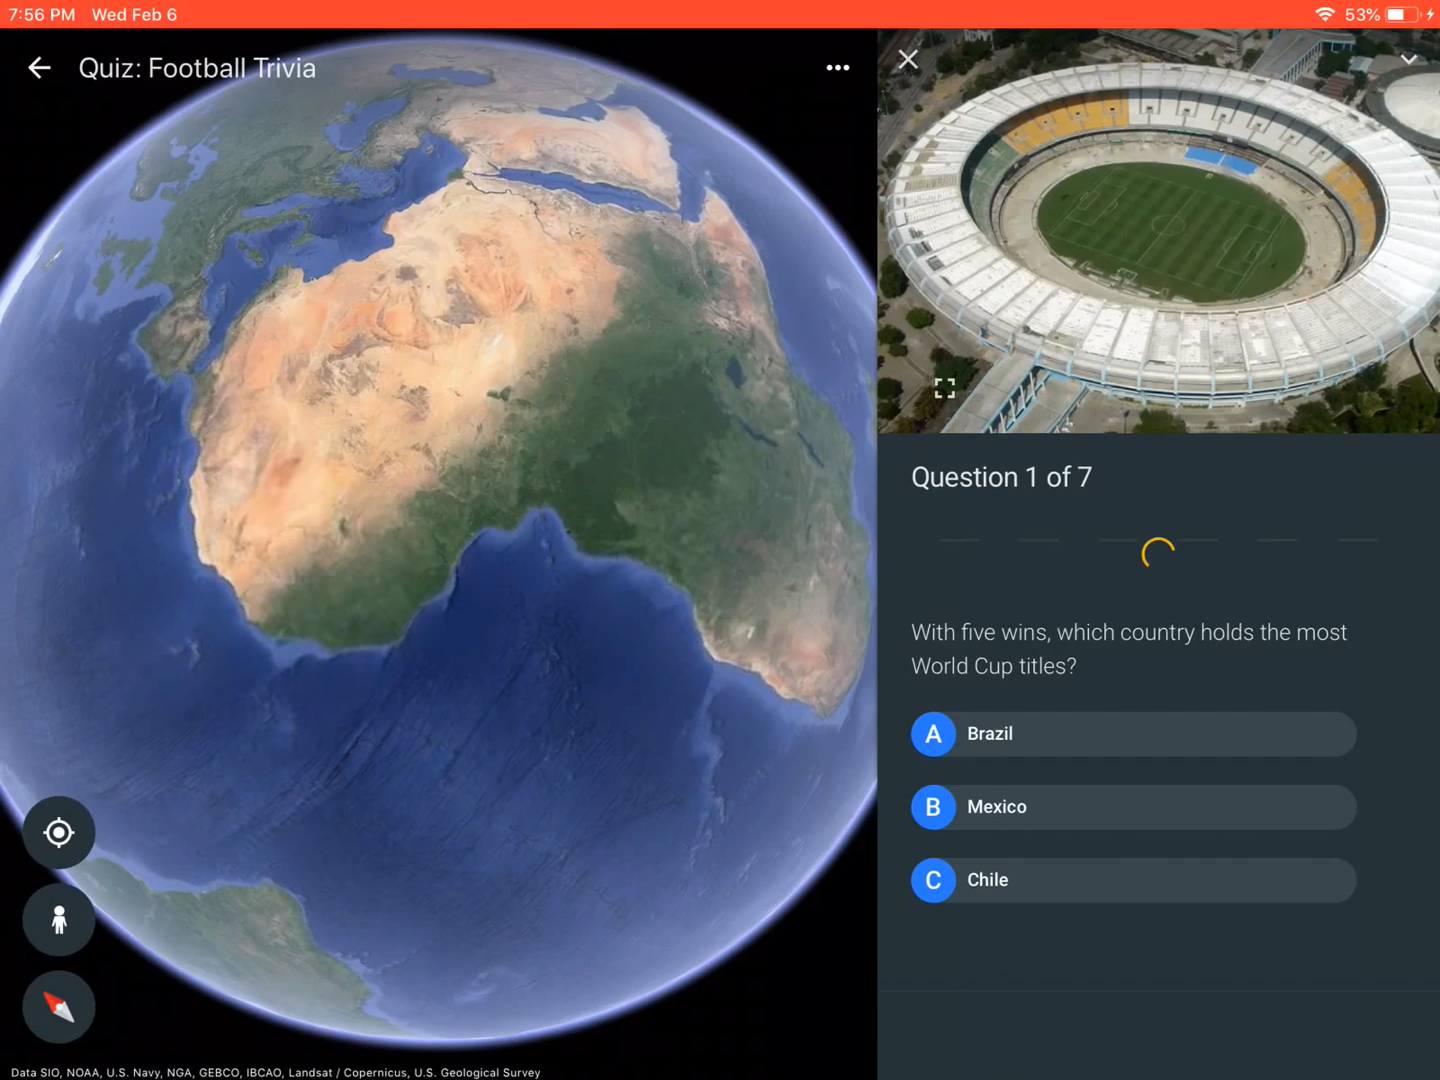 7:56 PM Wed Feb 6
53%
Quiz: Football Trivia
Question 1 of 7
With five wins, which country holds the most
World Cup titles?
A Brazil
B Mexico
C Chile
Data SIO, NOAA, U.S. Navy, NGA, GEBCO, IBCAO, Landsat / Copernicus, U.S. Geological Survey